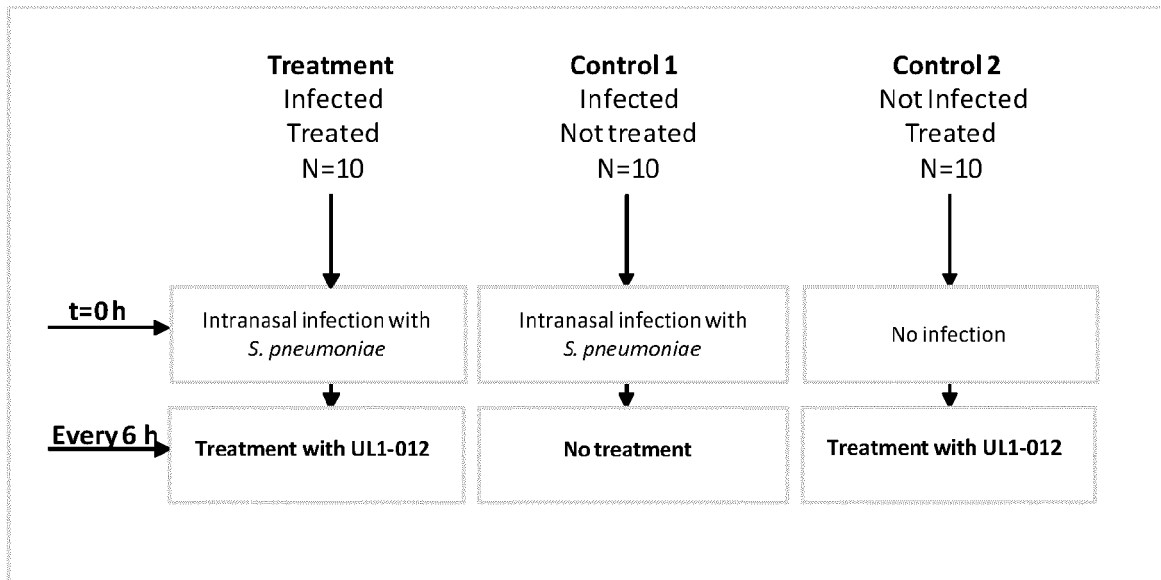 Treatment
Infected
Treated
N=10
Control 1
Infected
Not treated
N=10
Control 2
Not Infected
Treated
N=10
t=0 h
Intranasal infection with
S. pneumoniae
Intranasal infection with
S. pneumoniae
No infection
Every 6 h
Treatment with UL1-012
No treatment
Treatment with UL1-012